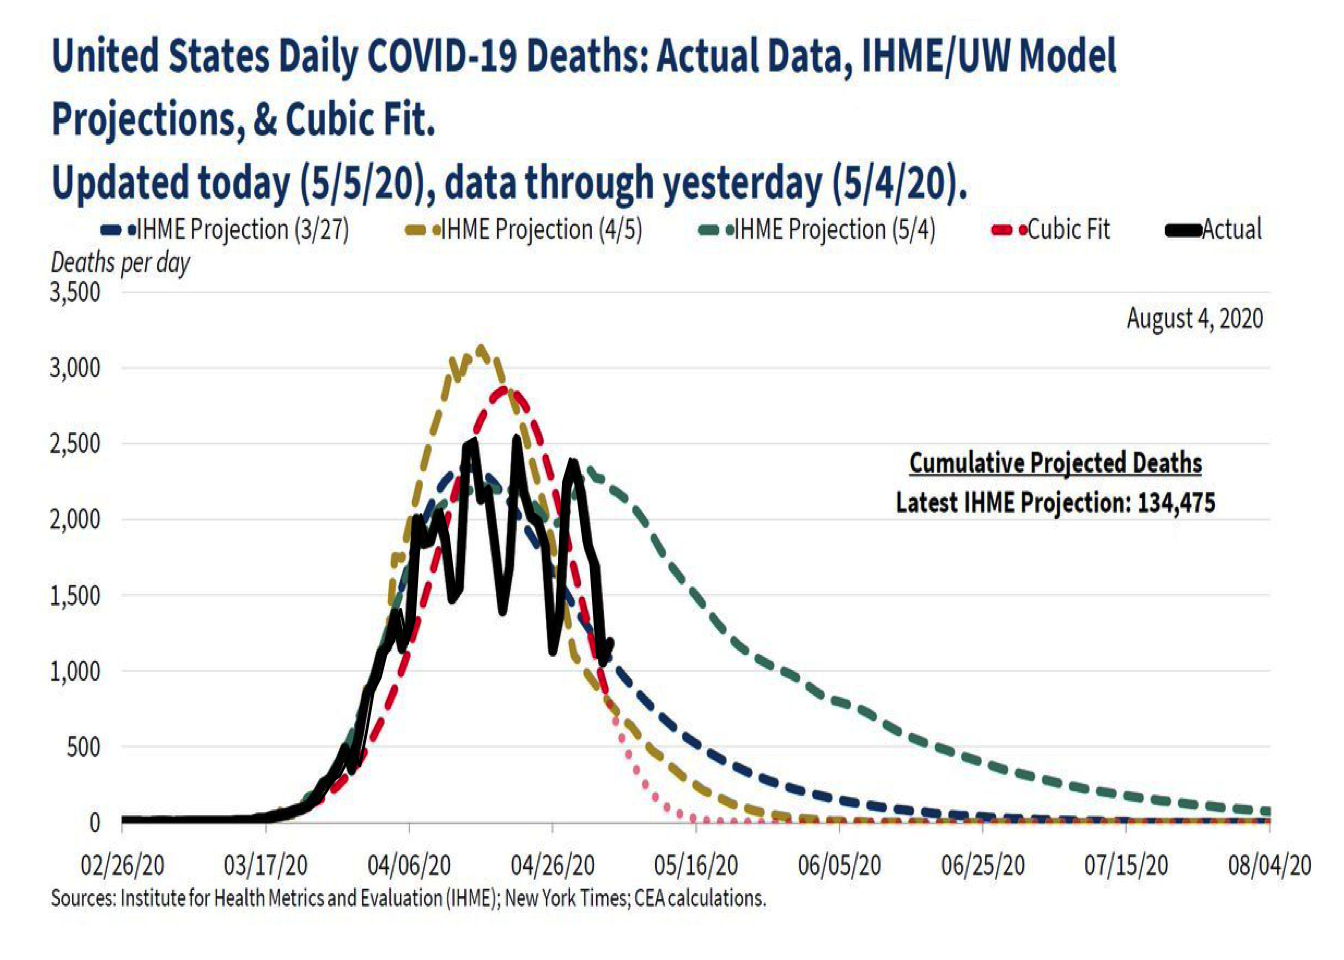 United States Daily COVID-19 Deaths: Actual Data, IHME/UW Model
Projections, & Cubic Fit.
Updated today (5/5/20), data through yesterday (5/4/20).
IHME Projection (3/27) IHME Projection (4/5) IHME Projection (5/4) Cubic Fit Actual
Deaths per day
3,500
August 4, 2020
3,000
2,500
Cumulative Projected Deaths
Latest IHME Projection: 134,475
2,000
1,500
1,000
500
0
02/26/20 03/17/20 04/06/20 04/26/20 05/16/20 06/05/20 06/25/20 07/15/20 08/04/20
Sources: Institute for Health Metrics and Evaluation (IHME); New York Times; CEA calculations.